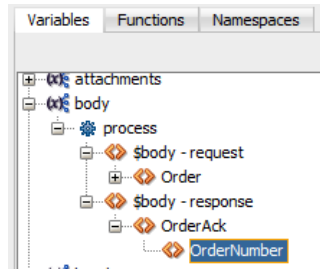 Variables Functions Namespaces
attachments
body
process
$body - request
Order
$body - response
OrderAck
OrderNumber